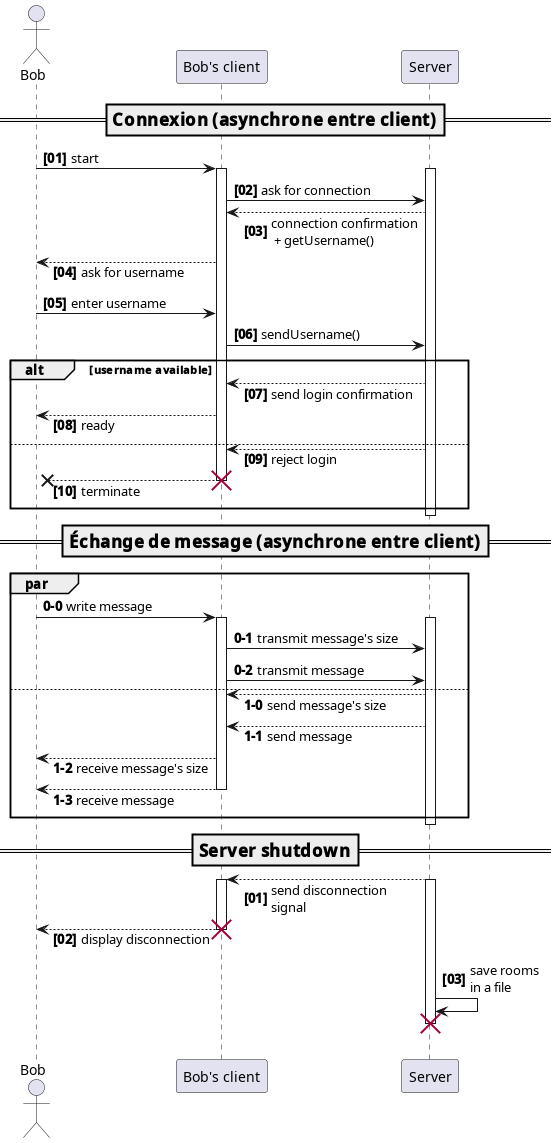 Bob
Bob's client
Server
Connexion (asynchrone entre client)
[01] start
[02] ask for connection
connection confirmation
[03]
+ getUsername()
[04] ask for username
[05] enter username
[06] sendUsername()
alt [username available]
[07] send login confirmation
[08] ready
[09] reject login
[10] terminate
Échange de message (asynchrone entre client)
par
0-0 write message
0-1 transmit message's size
0-2 transmit message
1-0 send message's size
1-1 send message
1-2 receive message's size
1-3 receive message
Server shutdown
send disconnection
[01]
signal
[02] display disconnection
save rooms
[03]
in a file
Bob
Bob's client
Server